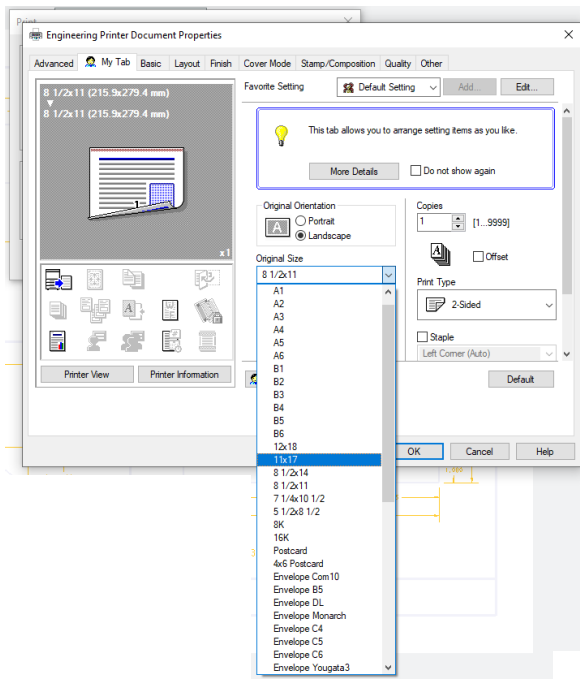 Print
Engineering Printer Document Properties
Advanced My Tab Basic Layout Finish Cover Mode Stamp/Composition Quality Other
8 1/2x11 (215.9x279.4 mm)
8 1/2x11 (215.9x279.4 mm)
1
x1
Printer View Printer Information
Favorite Setting Default Setting Add... Edit...
This tab allows you to arrange setting items as you like.
More Details Do not show again
Original Orientation
A Portrait
Landscape
Original Size
8 1/2x11
A1
A2
A3
A4
A5
A6
B1
B2
B3
B4
B5
B6
12x18
11x17
8 1/2x14
8 1/2x11
7 1/4x10 1/2
5 1/2x8 1/2
8K
16K
Postcard
4x6 Postcard
Envelope Com10
Envelope B5
Envelope DL
Envelope Monarch
Envelope C4
Envelope C5
Envelope C6
Envelope Yougata3
Copies
1 [1...9999]
A Offset
Print Type
2-Sided
Staple
Left Corner (Auto)
Default
OK Cancel Help